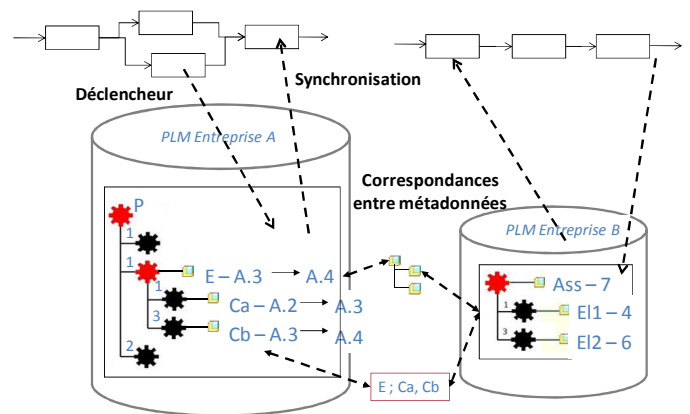 Synchronisation
Déclencheur
PLM Entreprise A
Correspondances
entre métadonnées
PLM Entreprise B
P
1
1
E – A.3 A.4
1
Ca – A.2 A.3
3
Cb – A.3 A.4
2
Ass – 7
1
El1 – 4
3
El2 – 6
E ; Ca, Cb